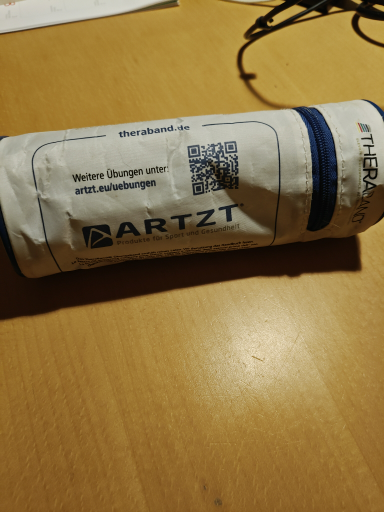 theraband.de
Weitere Übungen unter:
artzt.eu/uebungen
ARTZT®
Produkte für Sport und Gesundheit
THERABAND